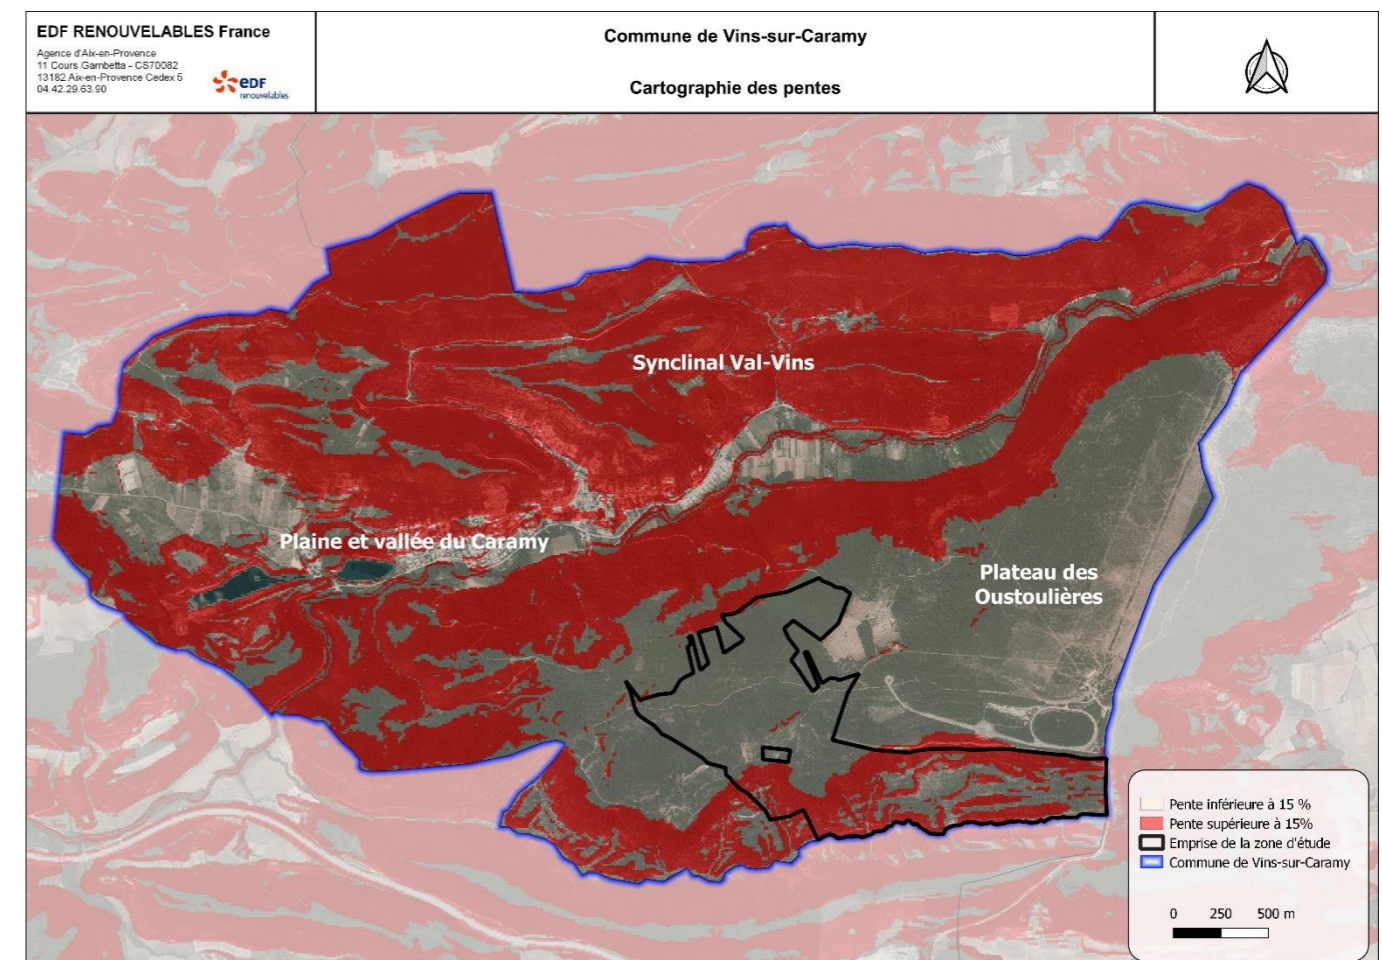 EDF RENOUVELABLES France
Agence d'Aix-en-Provence
11 Cours Gambetta - CS70082
13182 Aix-en-Provence Cedex 5
04.42.29.63.90
eDF
renouvelables
Commune de Vins-sur-Caramy
Cartographie des pentes
Synclinal Val-Vins
Plaine et vallée du Caramy
Plateau des
Oustoulières
Pente inférieure à 15 %
Pente supérieure à 15%
Emprise de la zone d'étude
Commune de Vins-sur-Caramy
0 250 500 m